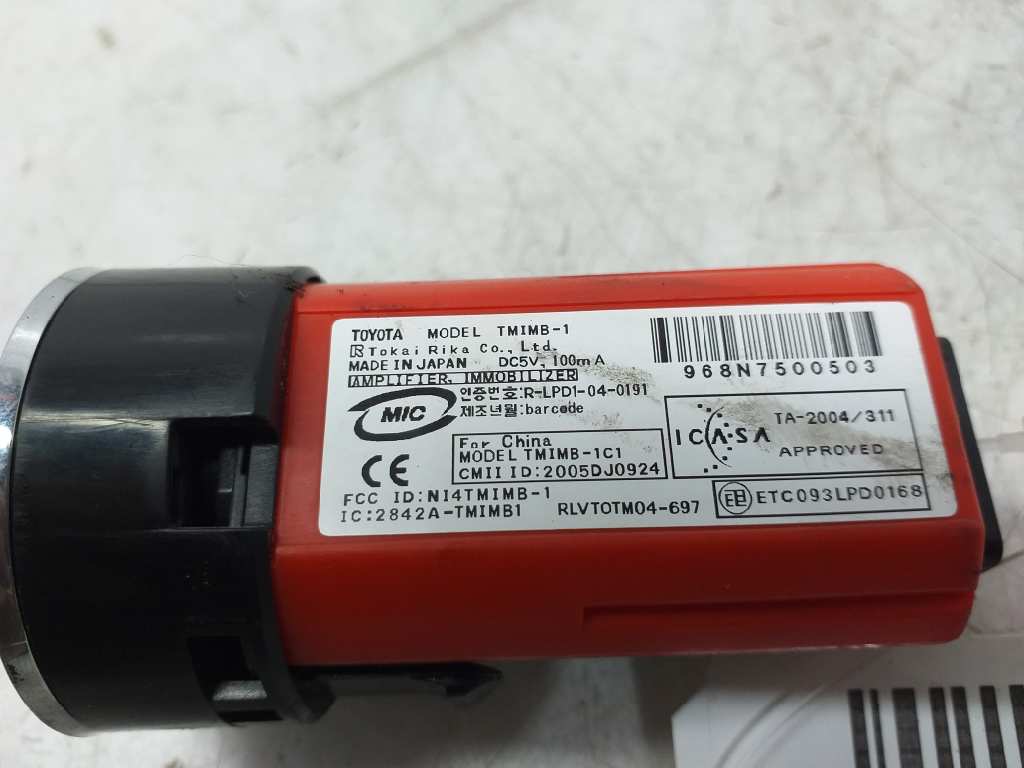 TOYOTA MODEL TMIMB-1
R Tokai Rika Co., Ltd.
MADE IN JAPAN DC5V, 100mA
AMPLIFIER, IMMOBILIZER
MIC
인증번호:R-LPD1-04-0191
제조년월:barcode
968N7500503
For China
MODEL TMIMB-1C1
CMII ID:2005DJ0924
ICASA
TA-2004/311
APPROVED
CE
FCC ID:NI4TMIMB-1
IC:2842A-TMIMB1 RLVTOTM04-697
ETC093LPD0168